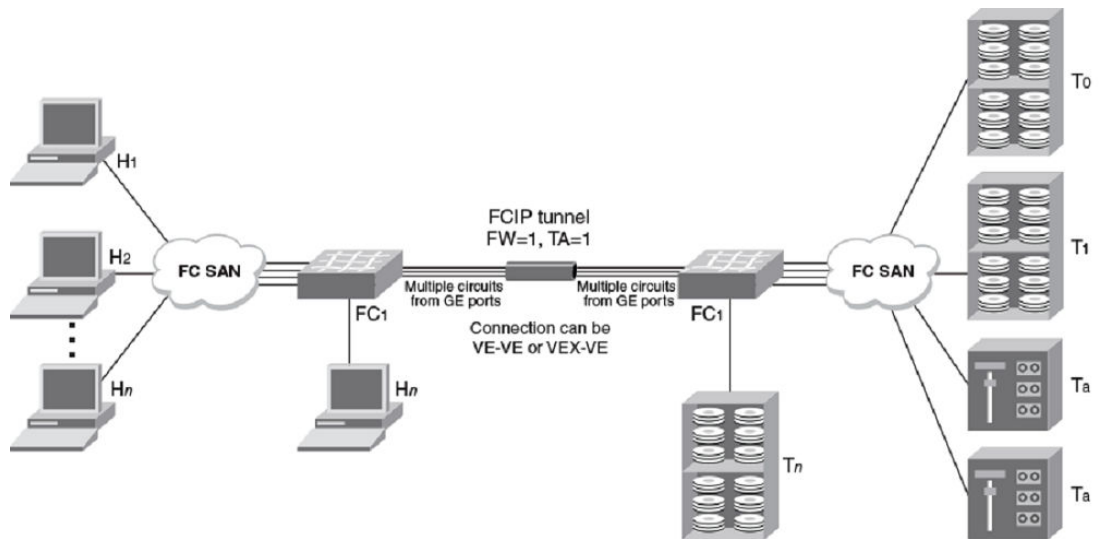 H1
H2
Hn
FC SAN
FC1
Hn
Multiple circuits
from GE ports
FCIP tunnel
FW=1, TA=1
Connection can be
VE-VE or VEX-VE
Multiple circuits
from GE ports
FC1
Tn
FC SAN
T0
T1
Ta
Ta